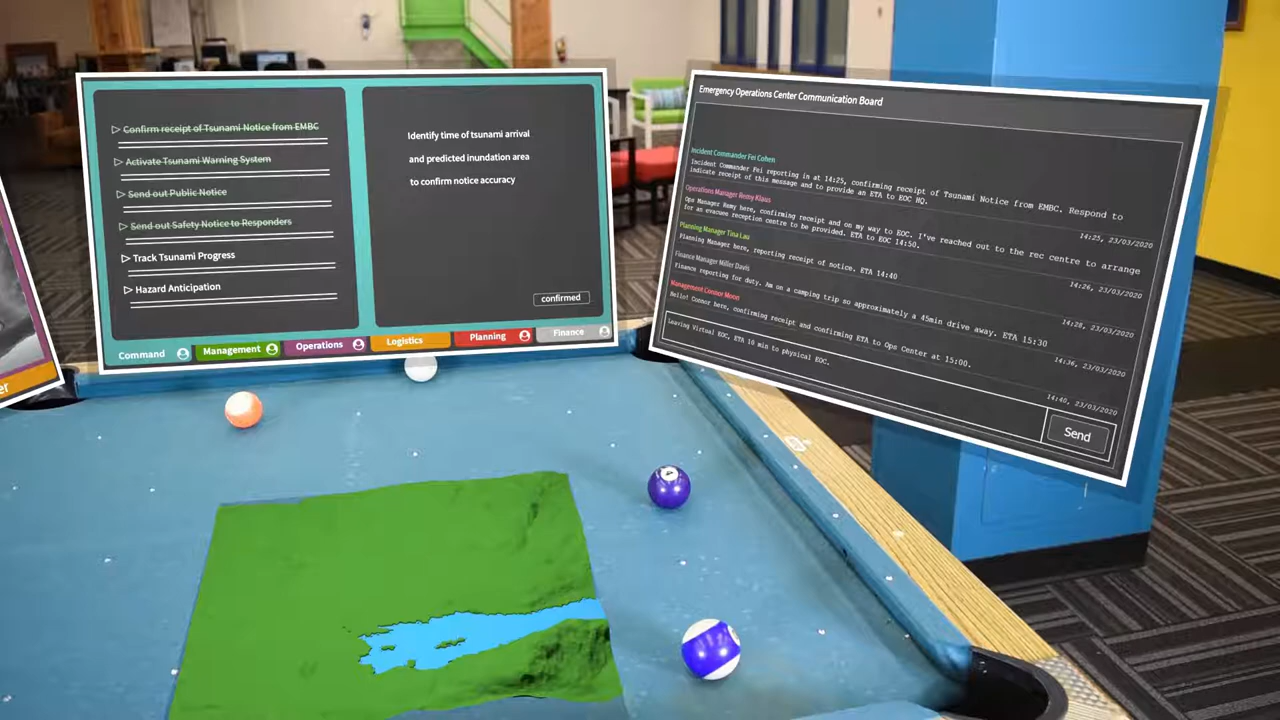 ▷ Confirm receipt of Tsunami Notice from EMBC
▷ Activate Tsunami Warning System
▷ Send out Public Notice
▷ Send out Safety Notice to Responders
▷ Track Tsunami Progress
▷ Hazard Anticipation
Identify time of tsunami arrival
and predicted inundation area
to confirm notice accuracy
confirmed
Command
Management
Operations
Logistics
Planning
Finance
er
Emergency Operations Center Communication Board
Incident Commander Fei Cohen
Incident Commander Fei reporting in at 14:25, confirming receipt of Tsunami Notice from EMBC. Respond to
indicate receipt of this message and to provide an ETA to EOC HQ.
14:25, 23/03/2020
Operations Manager Remy Klaus
Ops Manager Remy here, confirming receipt and on my way to EOC. I've reached out to the rec centre to arrange
for an evacuee reception centre to be provided. ETA to EOC 14:50.
14:26, 23/03/2020
Planning Manager Tina Lau
Planning Manager here, reporting receipt of notice. ETA 14:40
14:28, 23/03/2020
Finance Manager Miller Davis
Finance reporting for duty. Am on a camping trip so approximately a 45min drive away. ETA 15:30
14:36, 23/03/2020
Management Connor Moon
Hello! Connor here, confirming receipt and confirming ETA to Ops Center at 15:00.
14:40, 23/03/2020
Leaving Virtual EOC, ETA 10 min to physical EOC.
Send